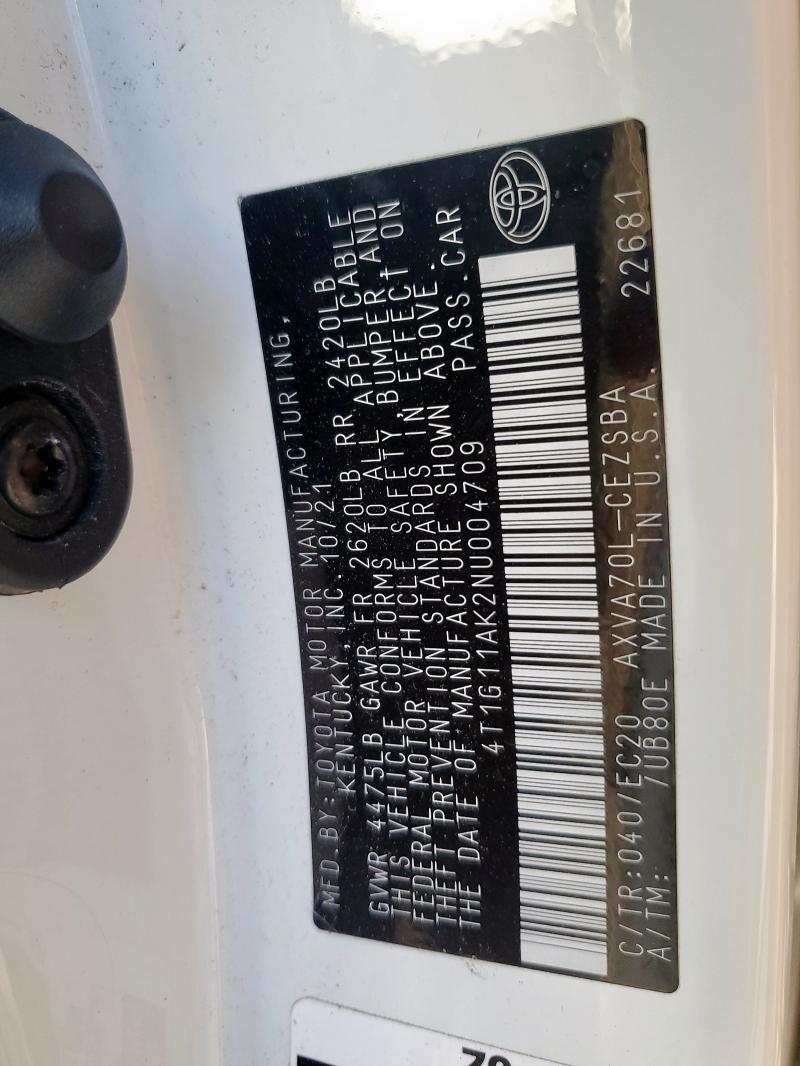 MFD BY:TOYOTA MOTOR MANUFACTURING,
KENTUCKY, INC. 10/21
GVWR 4475LB GAWR FR 2620LB RR 2420LB
THIS VEHICLE CONFORMS TO ALL APPLICABLE
FEDERAL MOTOR VEHICLE SAFETY, BUMPER, AND
THEFT PREVENTION STANDARDS IN EFFECT ON
THE DATE OF MANUFACTURE SHOWN ABOVE.
4T1G11AK2NU004709 PASS.CAR
C/TR:040/EC20 AXVA70L-CEZSBA
A/TM: /UB80E MADE IN U.S.A. 22681